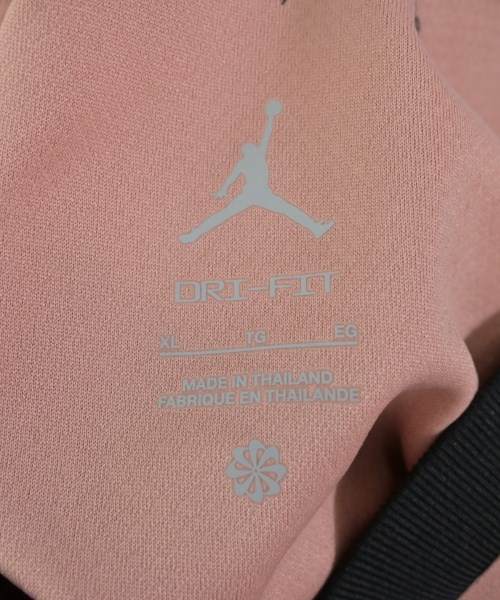 DRI-FIT
XL TG EG
MADE IN THAILAND
FABRIQUE EN THAILANDE